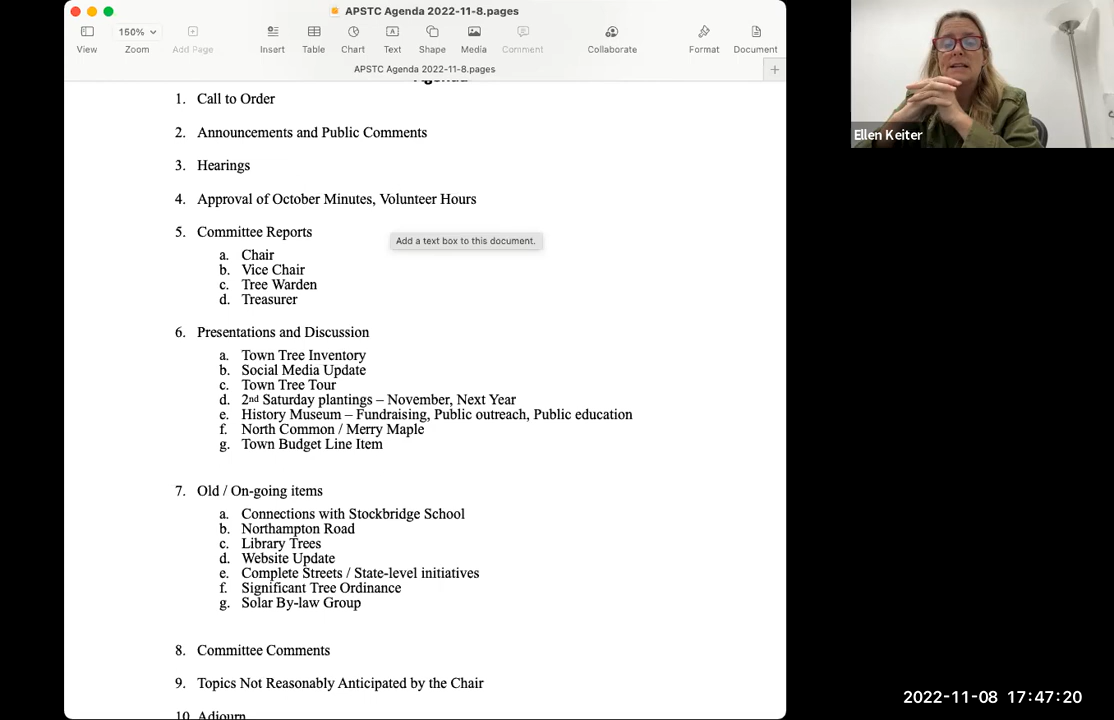 APSTC Agenda 2022-11-8.pages
150%
View
Zoom
Add Page
Insert
Table
Chart
Text
Shape
Media
Comment
Collaborate
Format
Document
APSTC Agenda 2022-11-8.pages
Agenda
1. Call to Order
2. Announcements and Public Comments
3. Hearings
4. Approval of October Minutes, Volunteer Hours
5. Committee Reports
Add a text box to this document.
a. Chair
b. Vice Chair
c. Tree Warden
d. Treasurer
6. Presentations and Discussion
a. Town Tree Inventory
b. Social Media Update
c. Town Tree Tour
d. 2nd Saturday plantings – November, Next Year
e. History Museum – Fundraising, Public outreach, Public education
f. North Common / Merry Maple
g. Town Budget Line Item
7. Old / On-going items
a. Connections with Stockbridge School
b. Northampton Road
c. Library Trees
d. Website Update
e. Complete Streets / State-level initiatives
f. Significant Tree Ordinance
g. Solar By-law Group
8. Committee Comments
9. Topics Not Reasonably Anticipated by the Chair
10. Adjourn
Ellen Keiter
2022-11-08 17:47:20